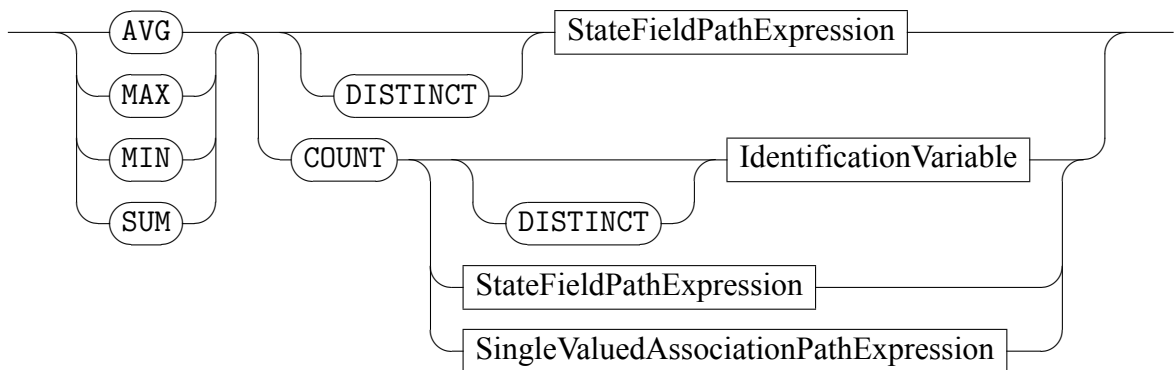 AVG StateFieldPathExpression
MAX DISTINCT
MIN COUNT IdentificationVariable
SUM DISTINCT
StateFieldPathExpression
SingleValuedAssociationPathExpression